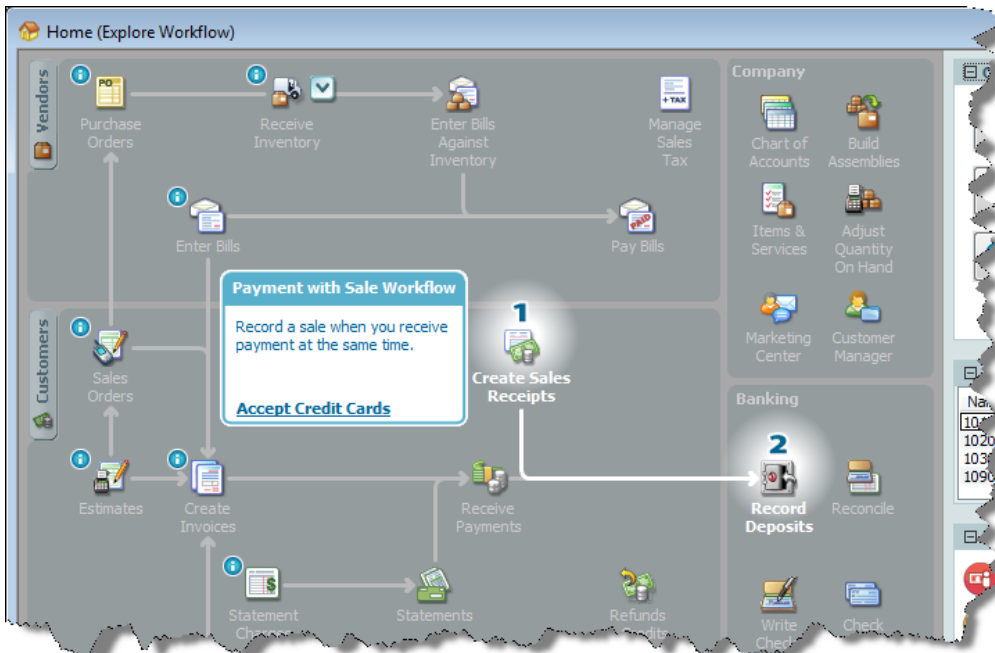 Home (Explore Workflow)
Vendors
PO
Purchase
Orders
Receive
Inventory
Enter Bills
Against
Inventory
+ TAX
Manage
Sales
Tax
Enter Bills
PAID
Pay Bills
Company
Chart of
Accounts
Build
Assemblies
Items &
Services
Adjust
Quantity
On Hand
Marketing
Center
Customer
Manager
Customers
Sales
Orders
Payment with Sale Workflow
Record a sale when you receive
payment at the same time.
Accept Credit Cards
1
Create Sales
Receipts
Banking
2
Record
Deposits
Reconcile
Estimates
Create
Invoices
Receive
Payments
$
Statement
Statements
Refunds
Write
Check
1020
1090